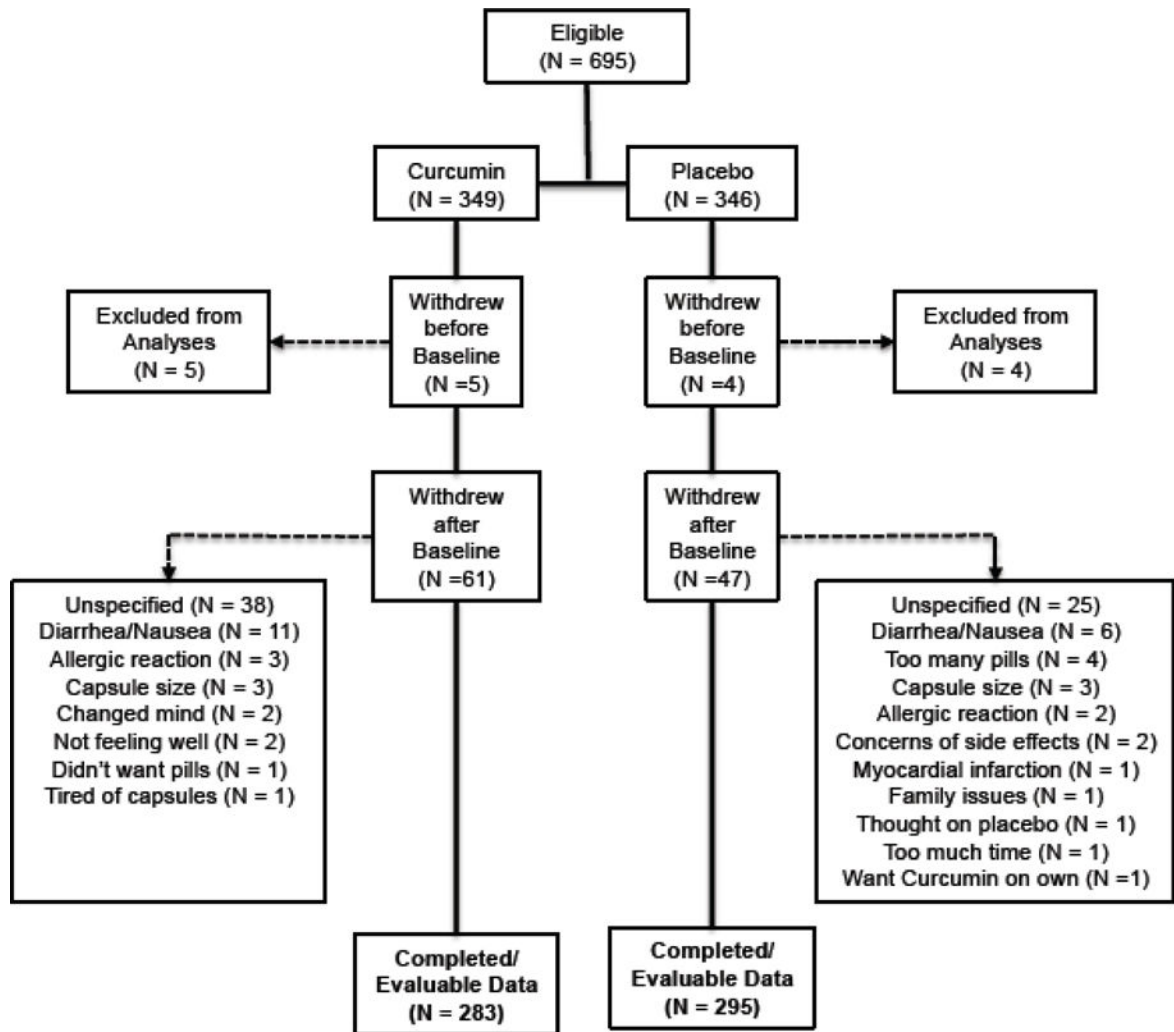 Eligible
(N = 695)
Curcumin
(N = 349)
Placebo
(N = 346)
Excluded from
Analyses
(N = 5)
Withdrew
before
Baseline
(N =5)
Withdrew
before
Baseline
(N =4)
Excluded from
Analyses
(N = 4)
Withdrew
after
Baseline
(N =61)
Withdrew
after
Baseline
(N =47)
Unspecified (N = 38)
Diarrhea/Nausea (N = 11)
Allergic reaction (N = 3)
Capsule size (N = 3)
Changed mind (N = 2)
Not feeling well (N = 2)
Didn't want pills (N = 1)
Tired of capsules (N = 1)
Unspecified (N = 25)
Diarrhea/Nausea (N = 6)
Too many pills (N = 4)
Capsule size (N = 3)
Allergic reaction (N = 2)
Concerns of side effects (N = 2)
Myocardial infarction (N = 1)
Family issues (N = 1)
Thought on placebo (N = 1)
Too much time (N = 1)
Want Curcumin on own (N =1)
Completed/
Evaluable Data
(N = 283)
Completed/
Evaluable Data
(N = 295)